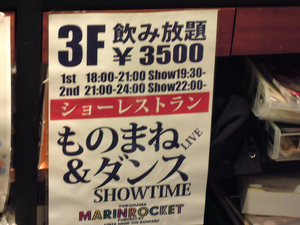 3F 飲み放題
¥3500
1st 18:00-21:00 Show19:30-
2nd 21:00-24:00 Show22:00-
ショーレストラン
ものまね LIVE
&ダンス
SHOWTIME
YOKOHAMA
MARINROCKET